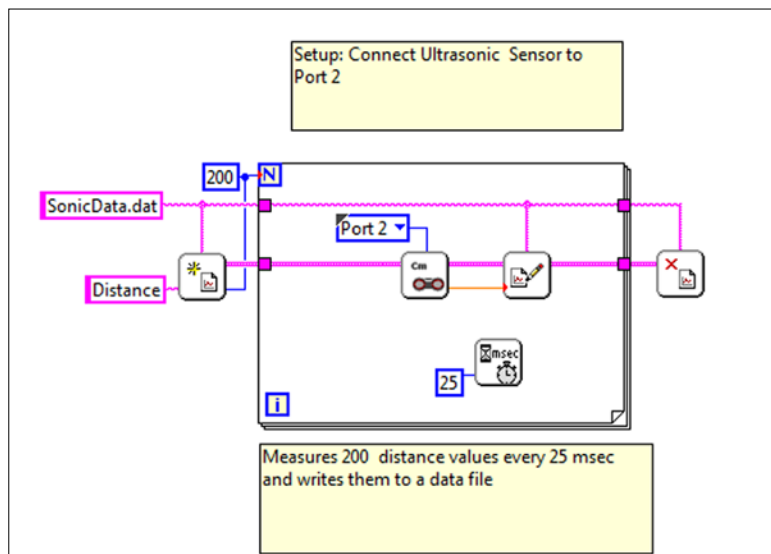 Setup: Connect Ultrasonic  Sensor to
Port 2
200
N
SonicData.dat
Port 2
Cm
Distance
msec
25
i
Measures 200  distance values every 25 msec
and writes them to a data file